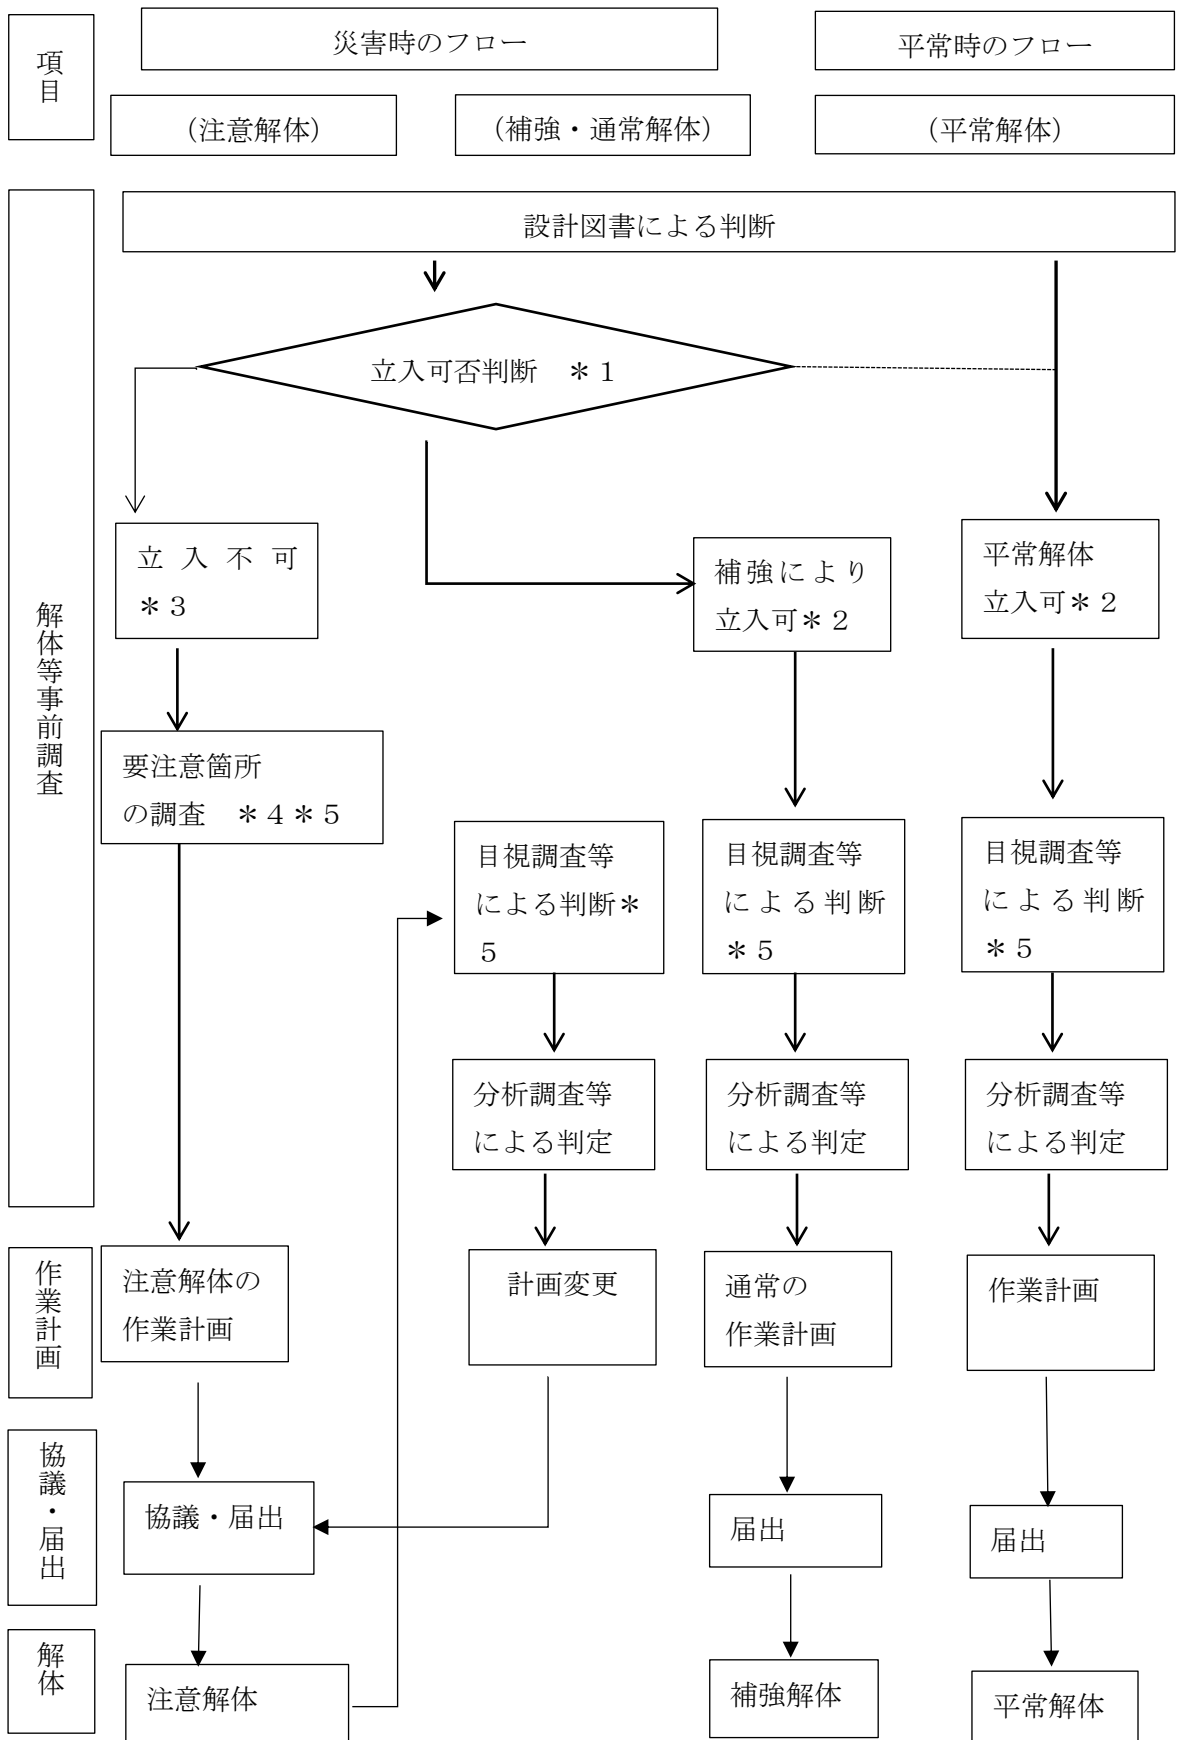 項目
災害時のフロー
平常時のフロー
(注意解体)
(補強・通常解体)
(平常解体)
解体等事前調査
設計図書による判断
立入可否判断　＊１
立入不可
＊３
補強により
立入可＊２
平常解体
立入可＊２
要注意箇所
の調査　＊４＊５
目視調査等
による判断＊
５
目視調査等
による判断
＊５
目視調査等
による判断
＊５
分析調査等
による判定
分析調査等
による判定
分析調査等
による判定
作業計画
注意解体の
作業計画
計画変更
通常の
作業計画
作業計画
協議・届出
協議・届出
届出
届出
解体
注意解体
補強解体
平常解体